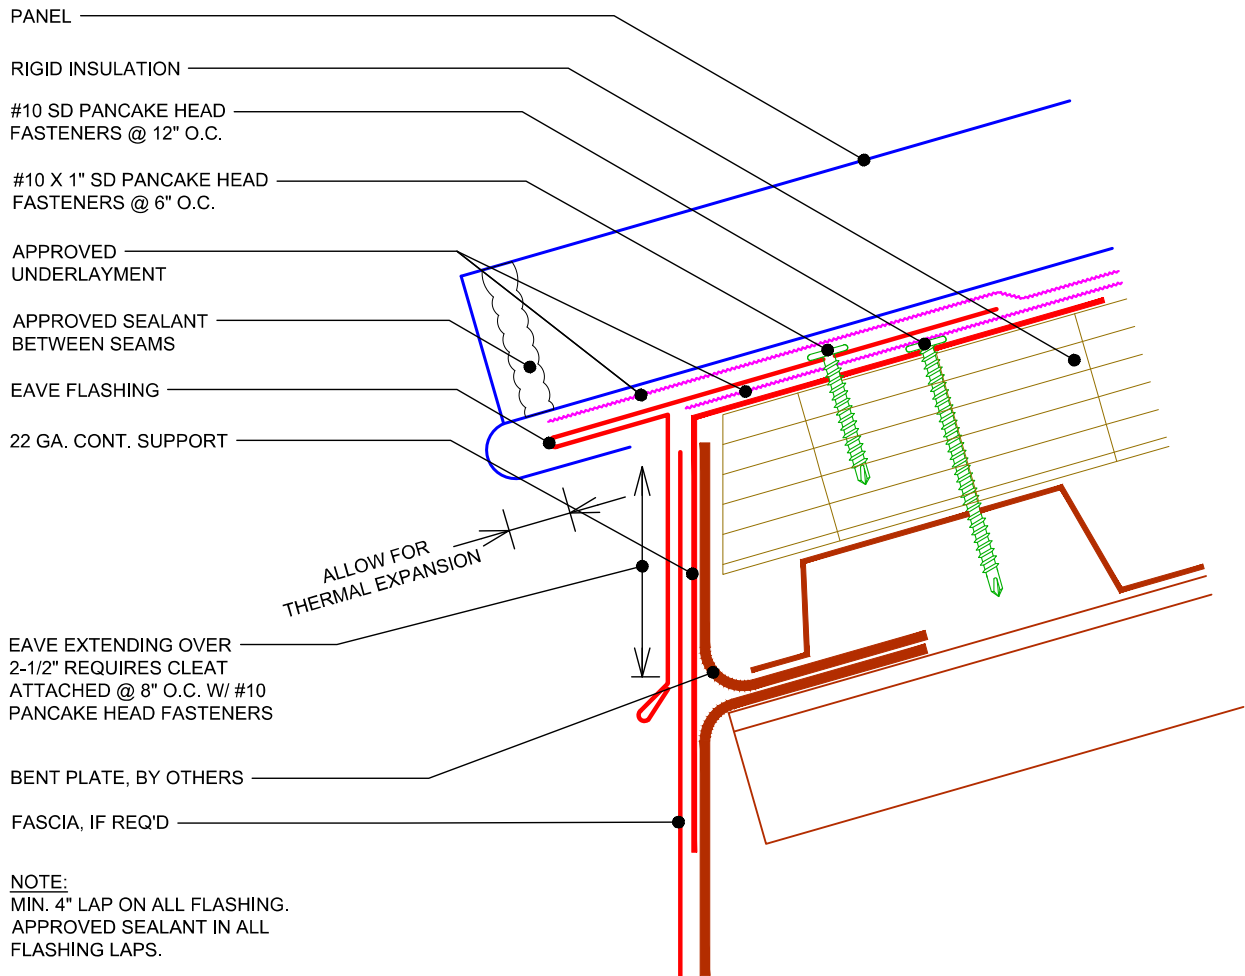 PANEL
RIGID INSULATION
#10 SD PANCAKE HEAD
FASTENERS @ 12" O.C.
#10 X 1" SD PANCAKE HEAD
FASTENERS @ 6" O.C.
APPROVED
UNDERLAYMENT
APPROVED SEALANT
BETWEEN SEAMS
EAVE FLASHING
22 GA. CONT. SUPPORT
ALLOW FOR
THERMAL EXPANSION
EAVE EXTENDING OVER
2-1/2" REQUIRES CLEAT
ATTACHED @ 8" O.C. W/ #10
PANCAKE HEAD FASTENERS
BENT PLATE, BY OTHERS
FASCIA, IF REQ'D
NOTE:
MIN. 4" LAP ON ALL FLASHING.
APPROVED SEALANT IN ALL
FLASHING LAPS.